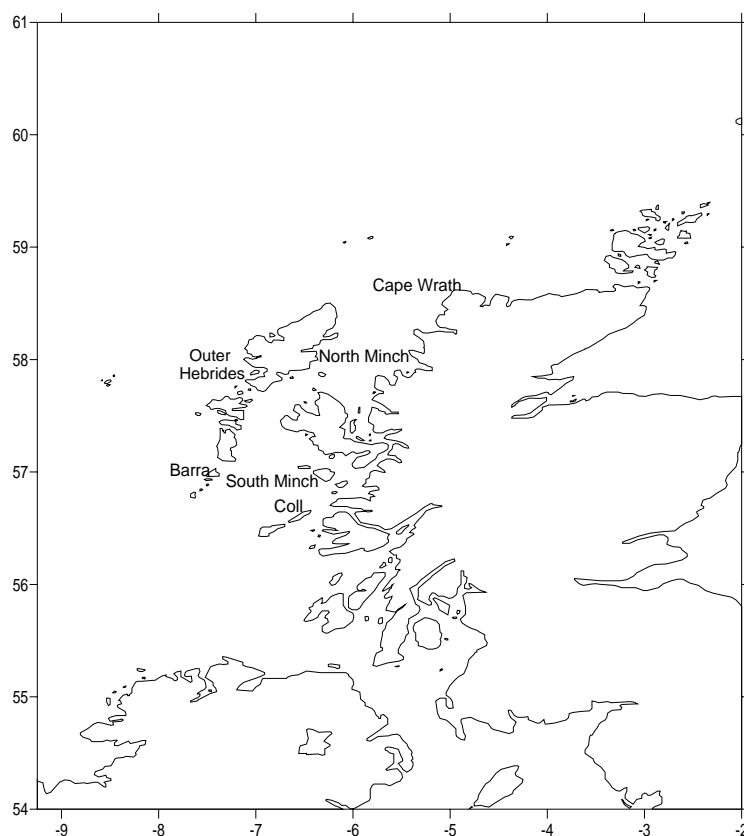 61
60
59
Cape Wrath
58
Outer
Hebrides
North Minch
57
Barra
South Minch
Coll
56
55
54
-9 -8 -7 -6 -5 -4 -3 -2